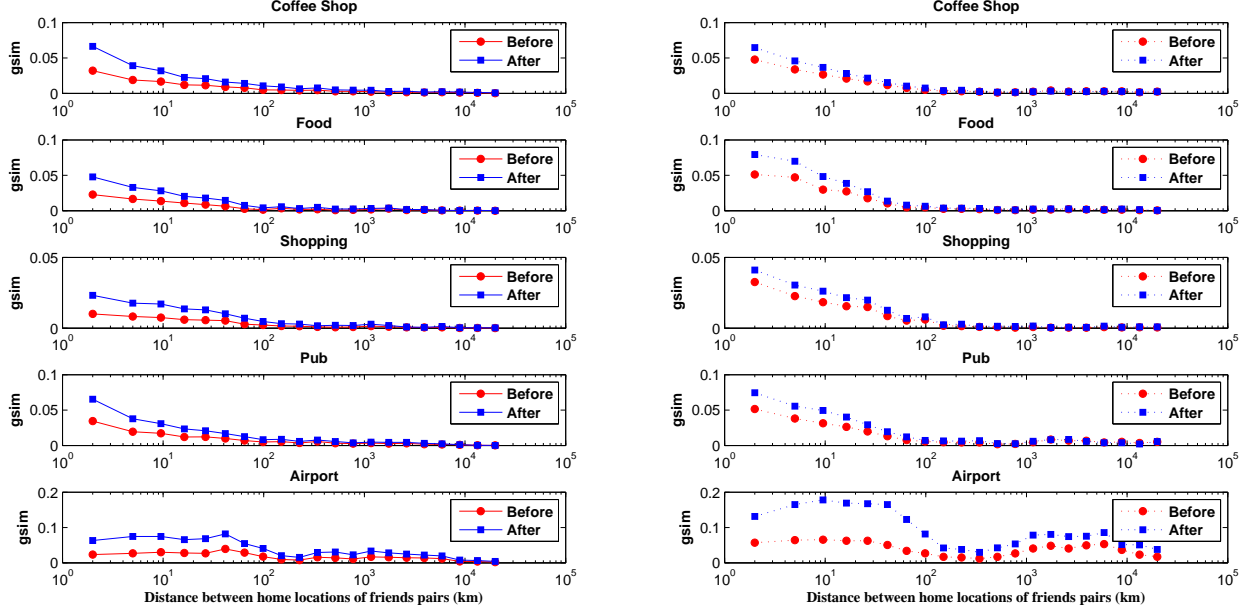 Coffee Shop
0.1
0.05
0
gsim
Before
After
10^0 10^1 10^2 10^3 10^4 10^5
Food
0.1
0.05
0
gsim
Before
After
10^0 10^1 10^2 10^3 10^4 10^5
Shopping
0.05
0
gsim
Before
After
10^0 10^1 10^2 10^3 10^4 10^5
Pub
0.1
0.05
0
gsim
Before
After
10^0 10^1 10^2 10^3 10^4 10^5
Airport
0.2
0.1
0
gsim
Before
After
10^0 10^1 10^2 10^3 10^4 10^5
Distance between home locations of friends pairs (km)
Coffee Shop
0.1
0.05
0
gsim
Before
After
10^0 10^1 10^2 10^3 10^4 10^5
Food
0.1
0.05
0
gsim
Before
After
10^0 10^1 10^2 10^3 10^4 10^5
Shopping
0.05
0
gsim
Before
After
10^0 10^1 10^2 10^3 10^4 10^5
Pub
0.1
0.05
0
gsim
Before
After
10^0 10^1 10^2 10^3 10^4 10^5
Airport
0.2
0.1
0
gsim
Before
After
10^0 10^1 10^2 10^3 10^4 10^5
Distance between home locations of friends pairs (km)